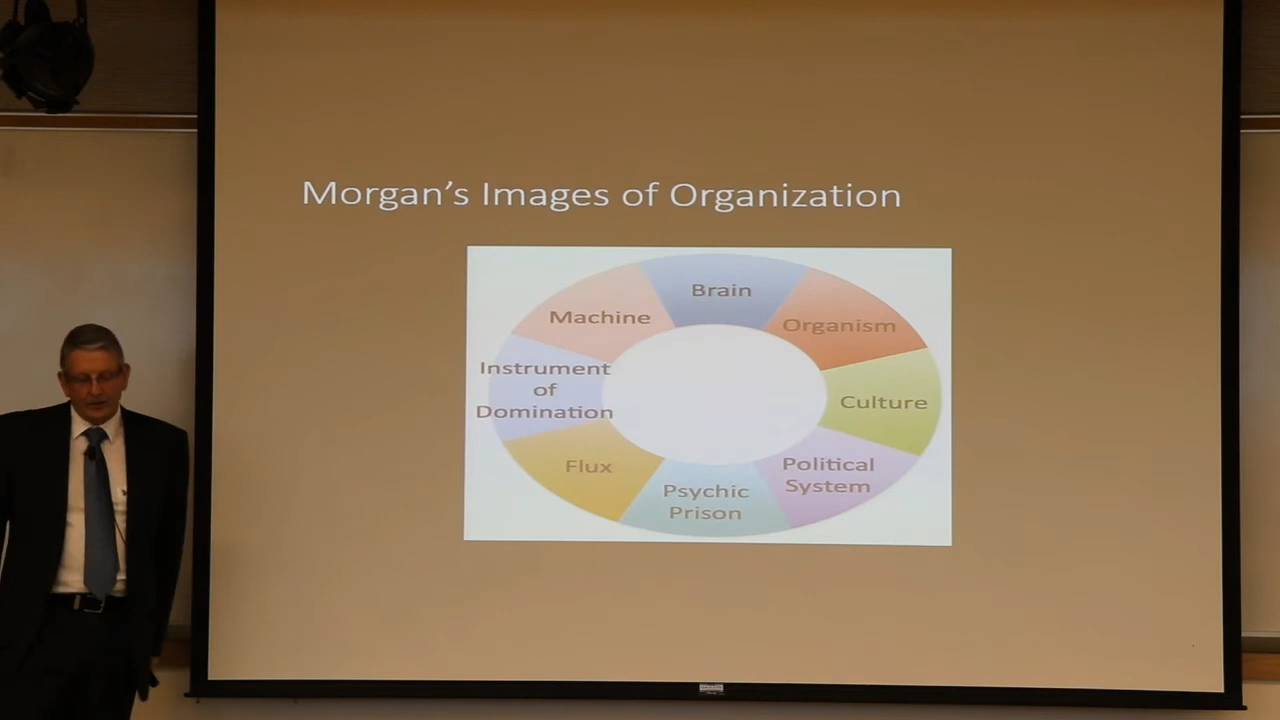 Morgan’s Images of Organization
Brain
Machine
Organism
Instrument
of
Domination
Culture
Flux
Political
System
Psychic
Prison